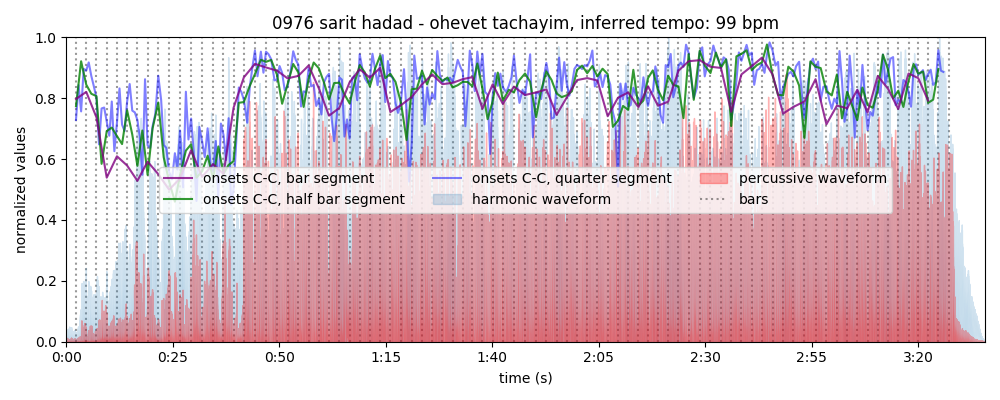 0976 sarit hadad - ohevet tachayim, inferred tempo: 99 bpm
normalized values
1.0
0.8
0.6
0.4
0.2
0.0
onsets C-C, bar segment
onsets C-C, half bar segment
onsets C-C, quarter segment
harmonic waveform
percussive waveform
bars
0:00 0:25 0:50 1:15 1:40 2:05 2:30 2:55 3:20
time (s)